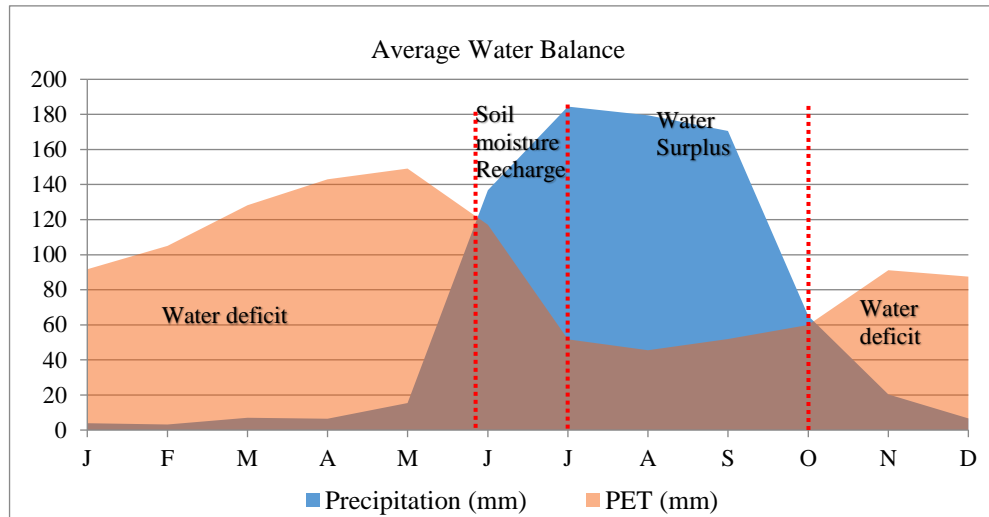 Average Water Balance
200
180
160
140
120
100
80
60
40
20
0
Soil
moisture
Recharge
Water
Surplus
Water deficit
Water
deficit
J F M A M J J A S O N D
Precipitation (mm) PET (mm)